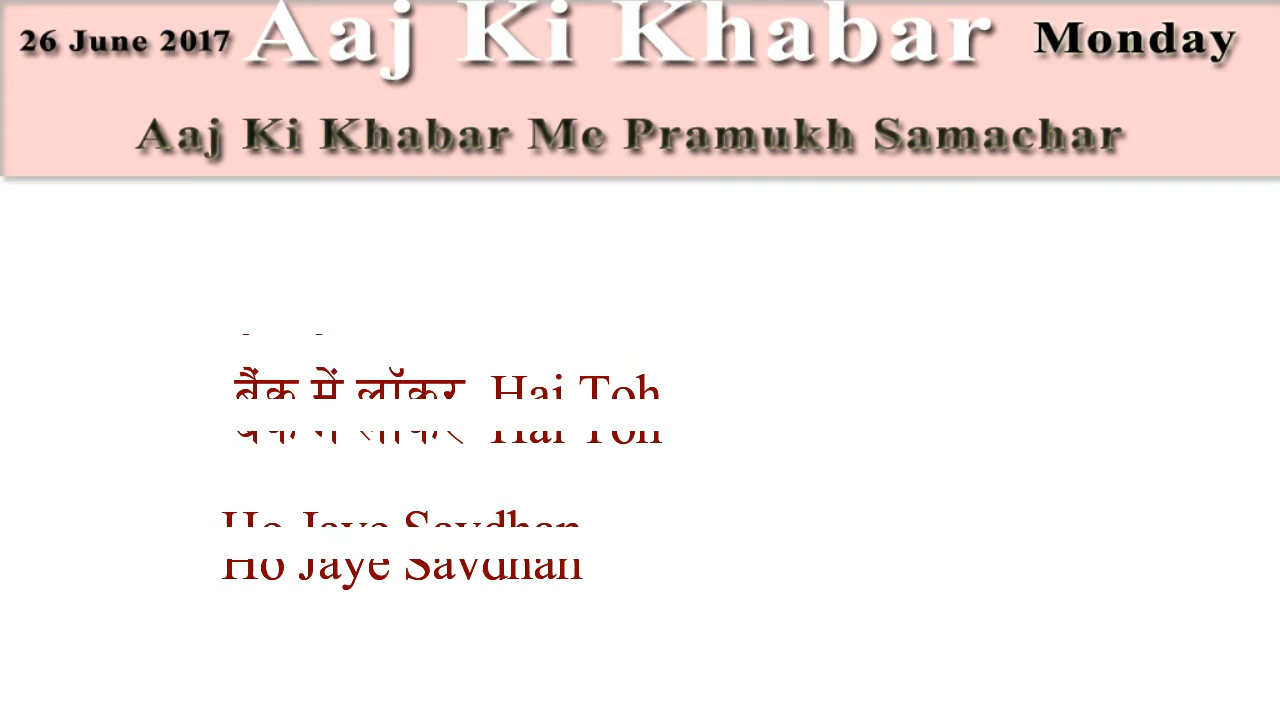 26 June 2017 Aaj Ki Khabar Monday
Aaj Ki Khabar Me Pramukh Samachar
बैंक में लॉकर Hai Toh
Ho Jaye Savdhan